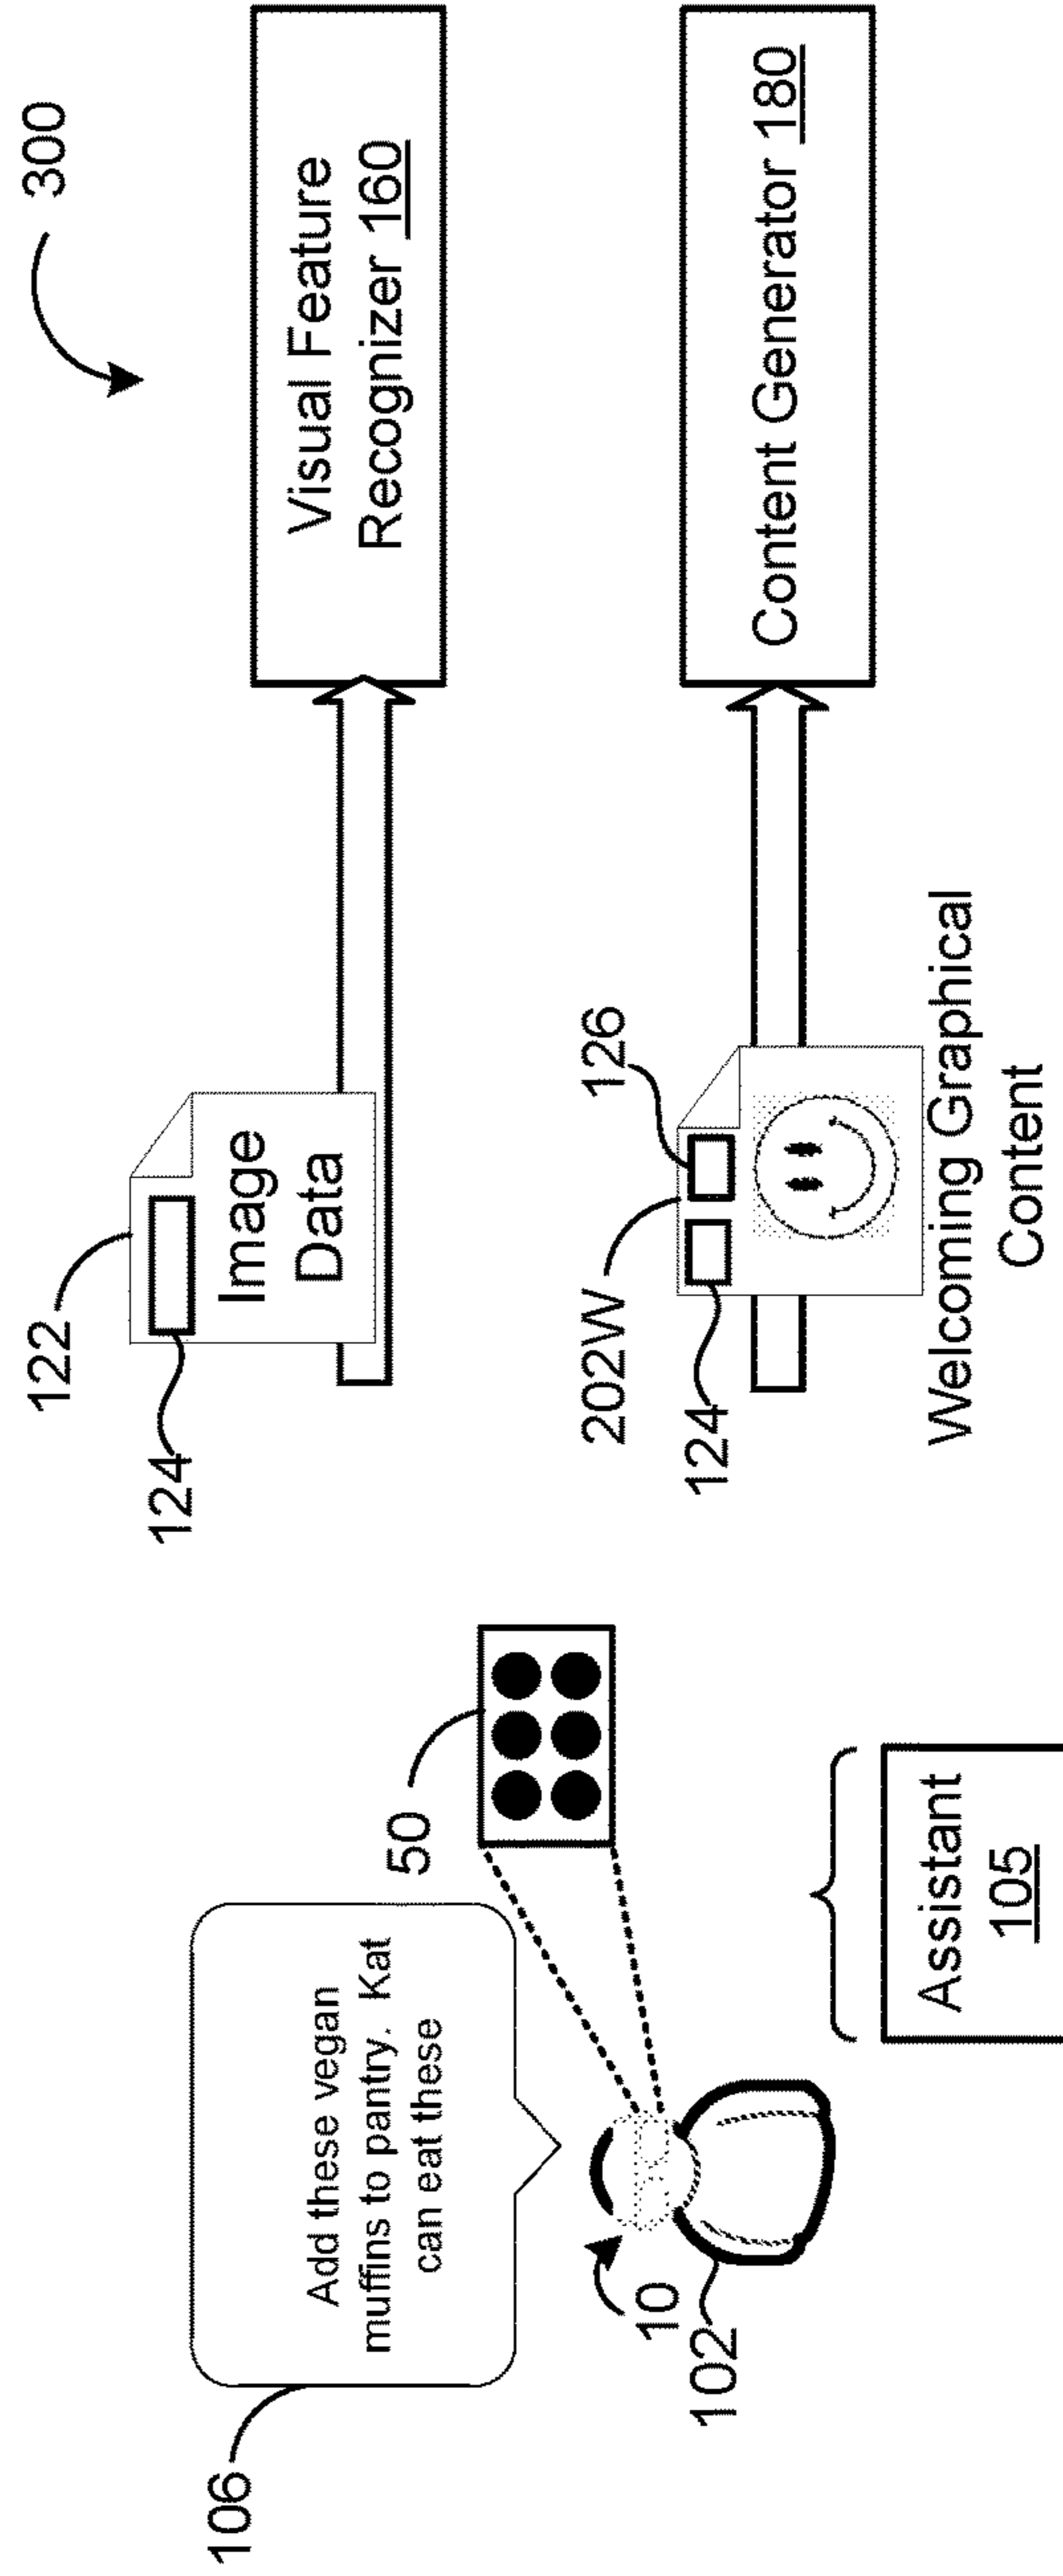 300
122
124
Image
Data
Visual Feature
Recognizer 160
106
Add these vegan
muffins to pantry. Kat
can eat these
50
10
102
202W
126
124
Welcoming Graphical
Content
Content Generator 180
Assistant
105